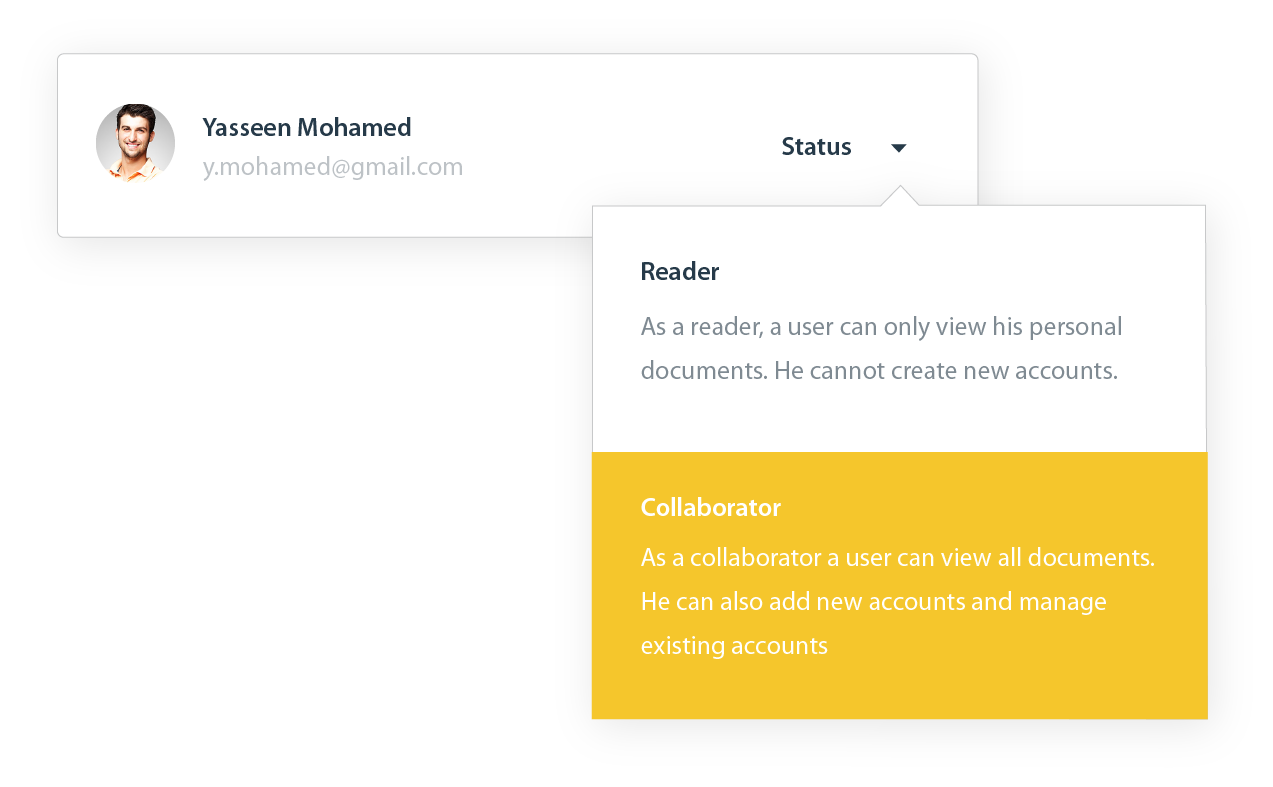 Yasseen Mohamed
y.mohamed@gmail.com
Status
Reader
As a reader, a user can only view his personal
documents. He cannot create new accounts.
Collaborator
As a collaborator a user can view all documents.
He can also add new accounts and manage
existing accounts